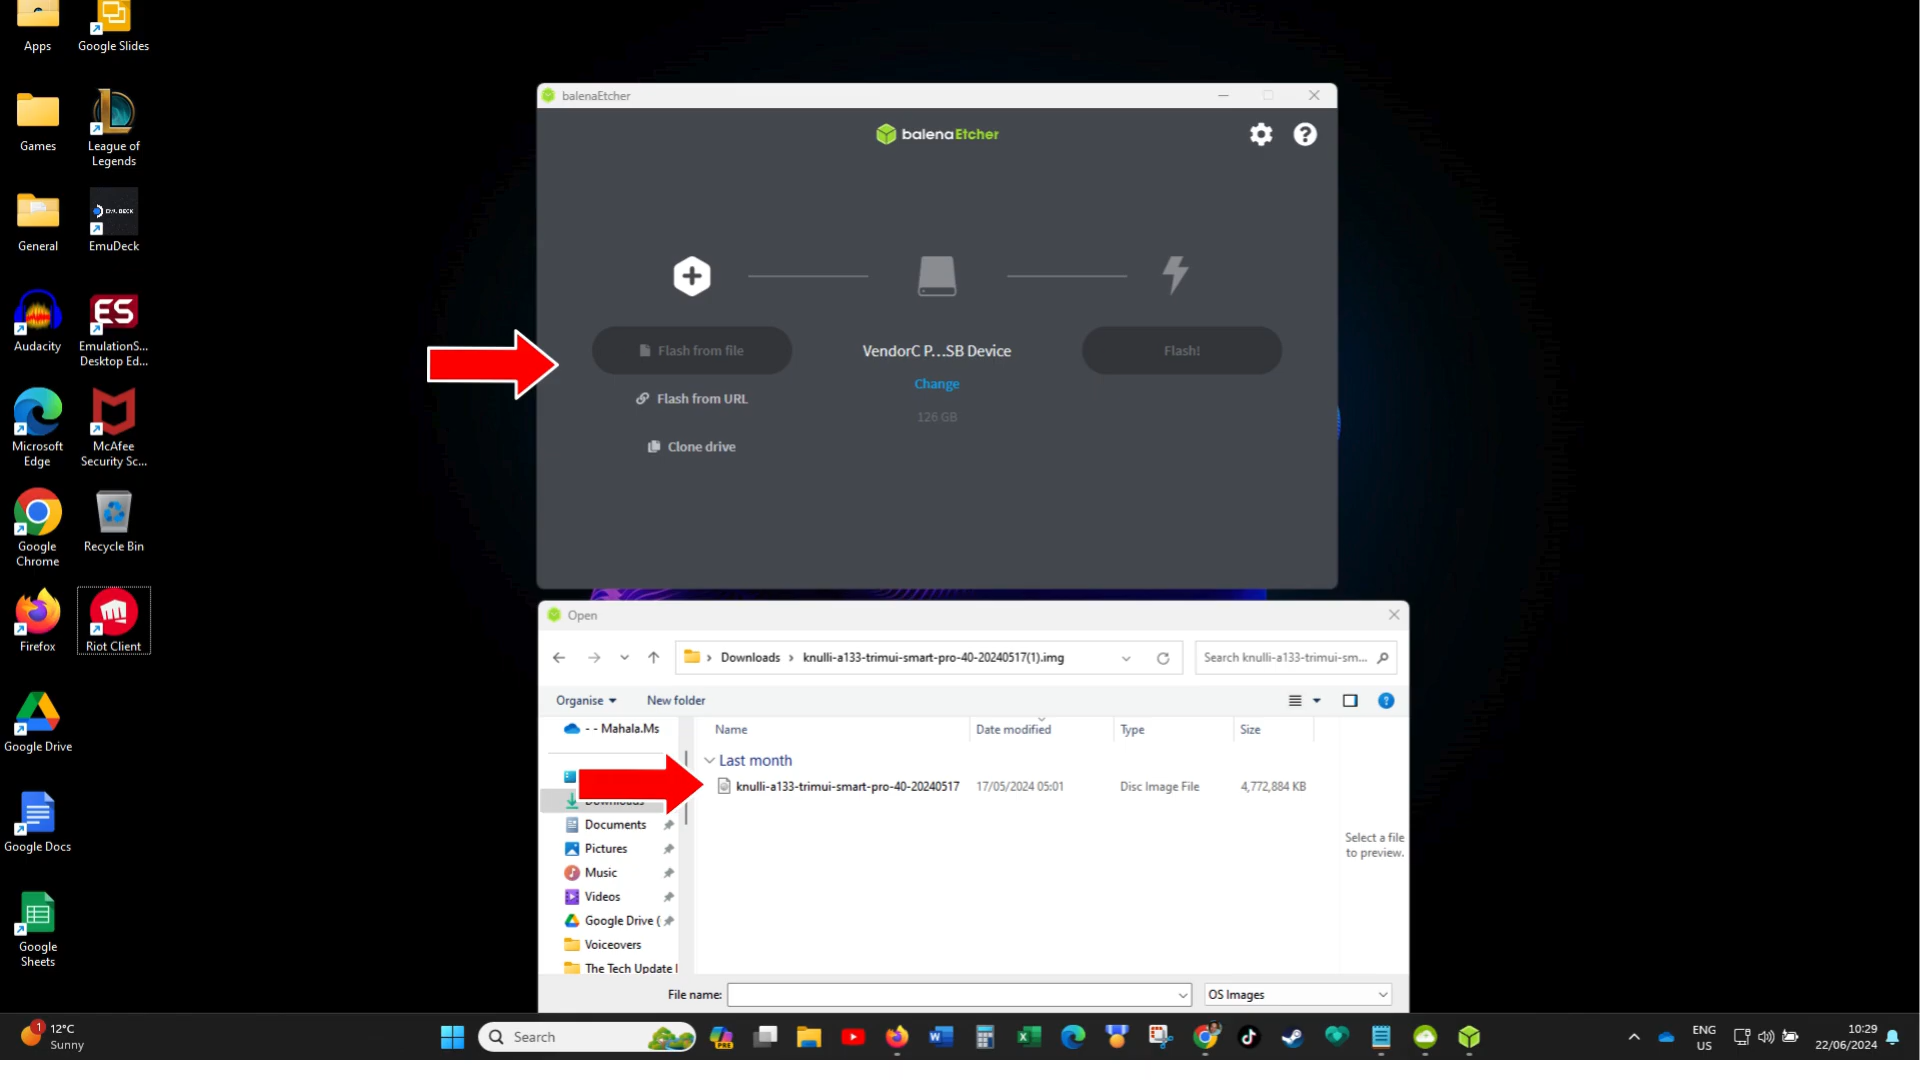 Apps
Google Slides
Games
League of
Legends
General
D.N. DECK
EmuDeck
Audacity
ES
EmulationS...
Desktop Ed...
Microsoft
Edge
McAfee
Security Sc...
Google
Chrome
Recycle Bin
Firefox
Riot Client
Google Drive
Google Docs
Google
Sheets
balenaEtcher
balenaEtcher
Flash from file
VendorC P...SB Device
Flash!
Flash from URL
Change
126 GB
Clone drive
Open
Downloads
knulli-a133-trimui-smart-pro-40-20240517(1).img
Search knulli-a133-trimui-sm...
Organise
New folder
- - Mahala.Ms
Name
Date modified
Type
Size
Last month
knulli-a133-trimui-smart-pro-40-20240517
17/05/2024 05:01
Disc Image File
4,772,884 KB
Downloads
Documents
Pictures
Music
Videos
Google Drive (
Voiceovers
The Tech Update
Select a file
to preview.
File name:
OS Images
1
12°C
Sunny
Search
PRE
ENG
US
10:29
22/06/2024